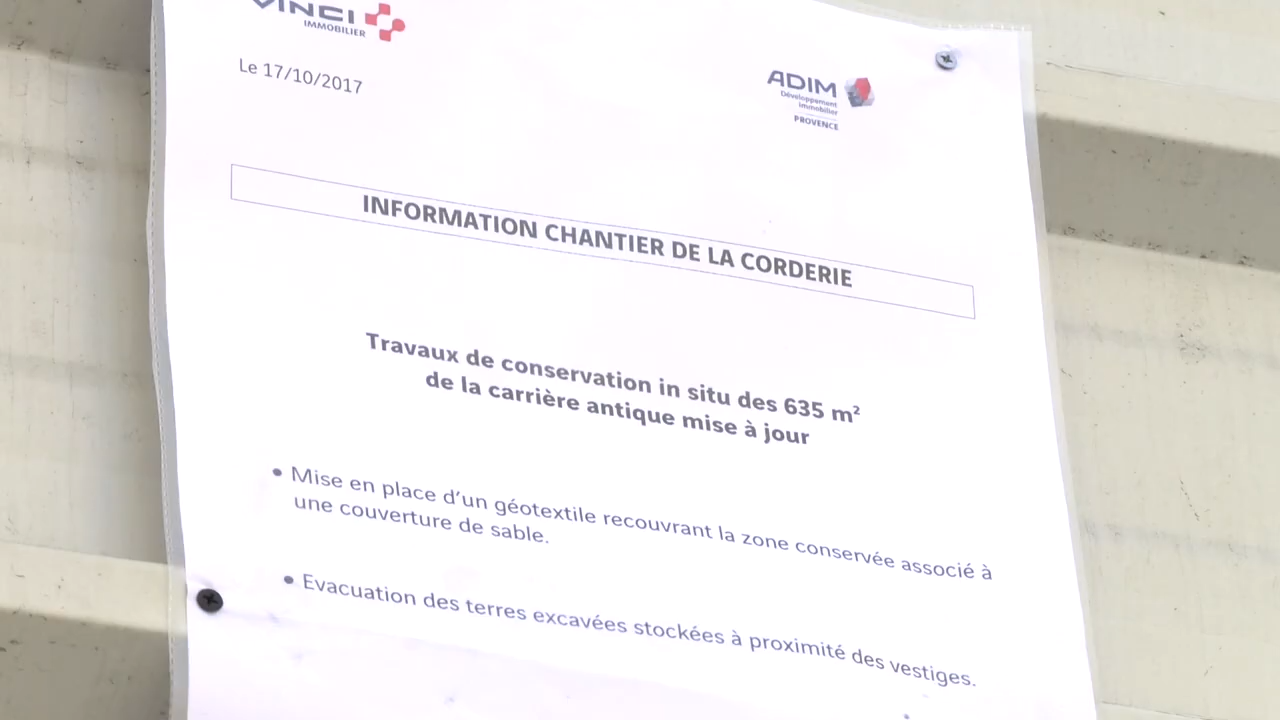 VINCI
IMMOBILIER
Le 17/10/2017
ADIM
Développement
immobilier
PROVENCE
INFORMATION CHANTIER DE LA CORDERIE
Travaux de conservation in situ des 635 m²
de la carrière antique mise à jour
• Mise en place d'un géotextile recouvrant la zone conservée associé à
une couverture de sable.
• Evacuation des terres excavées stockées à proximité des vestiges.